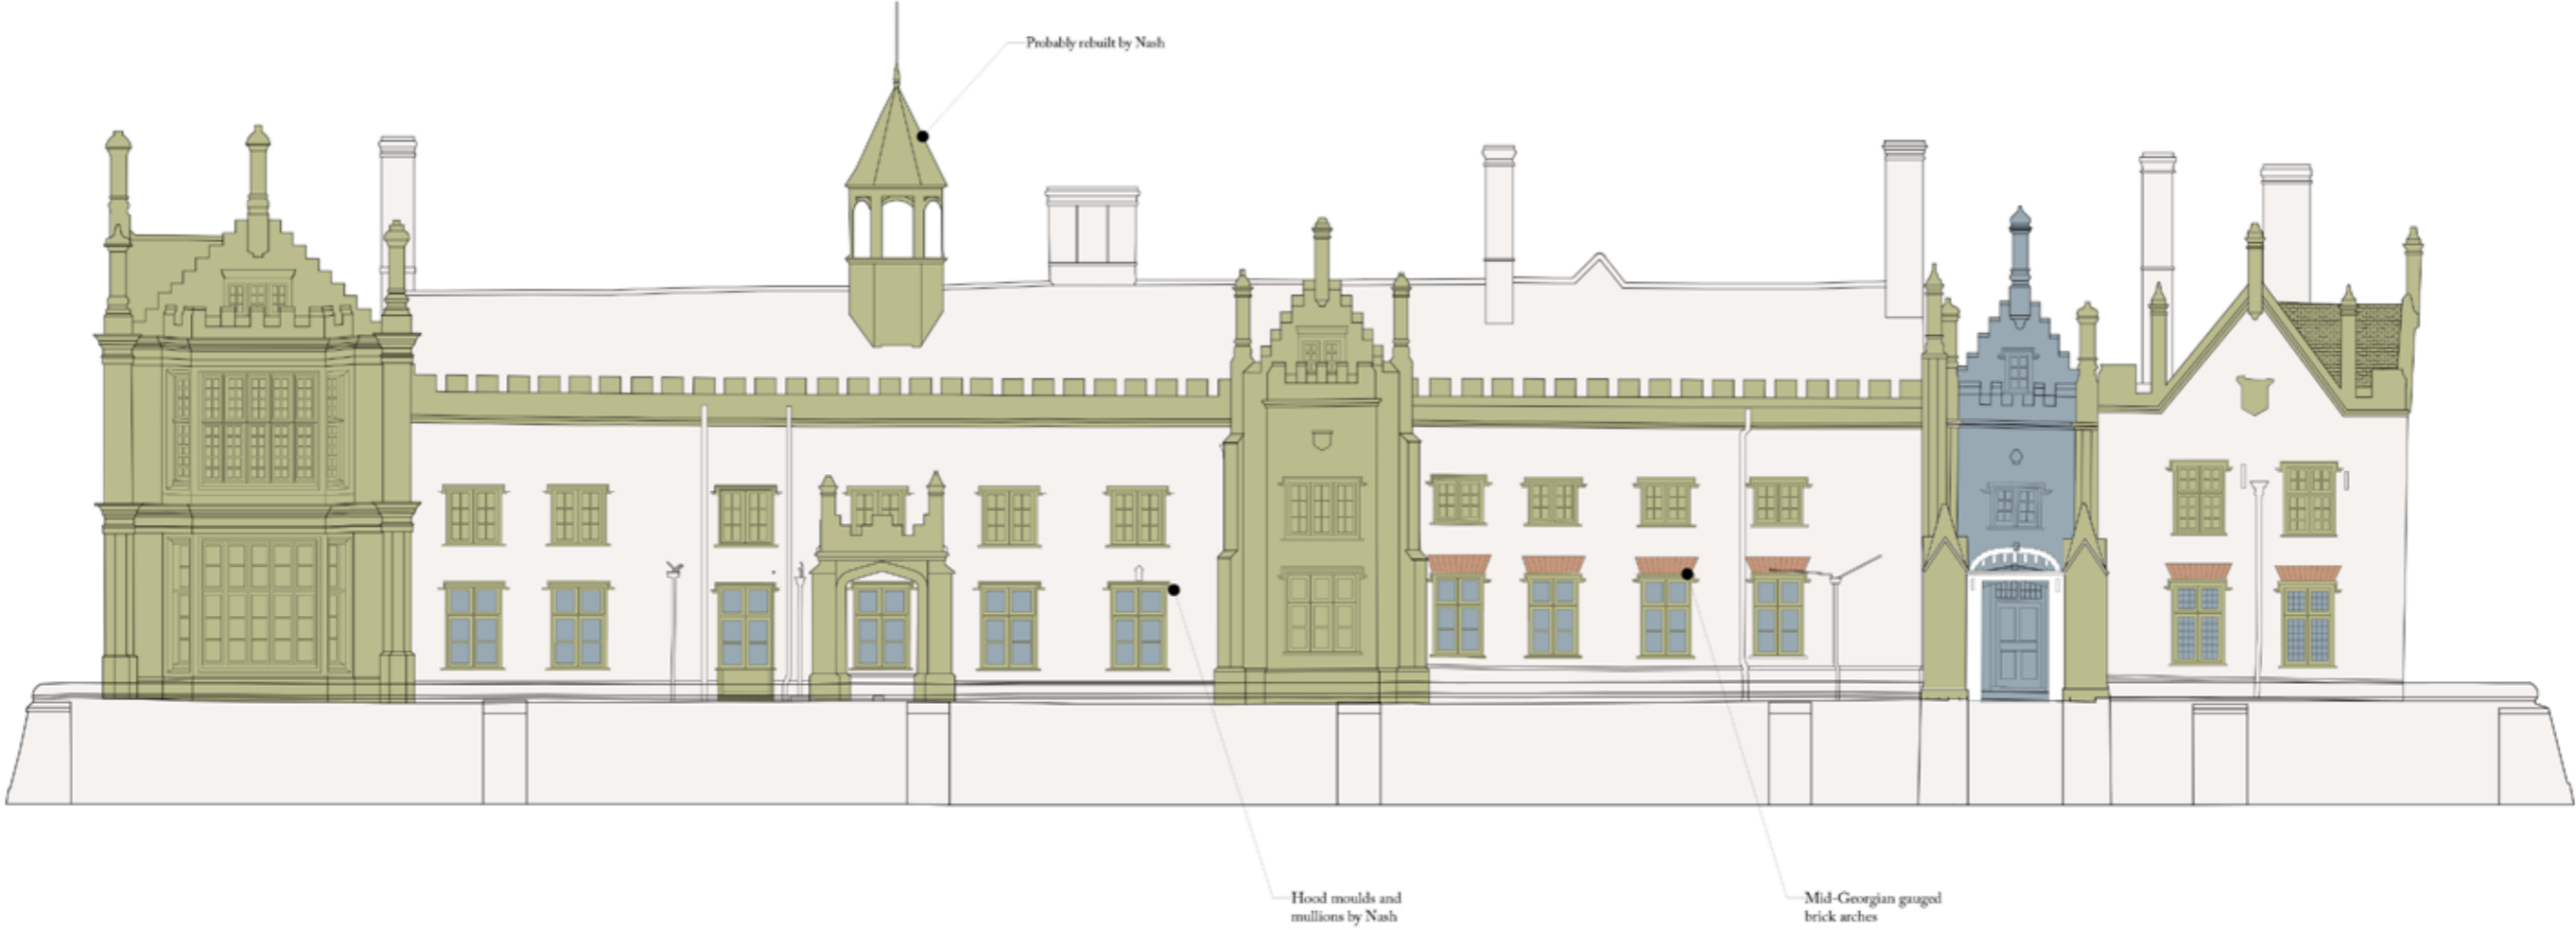 Probably rebuilt by Nash
Hood moulds and
mullions by Nash
Mid-Georgian gauged
brick arches